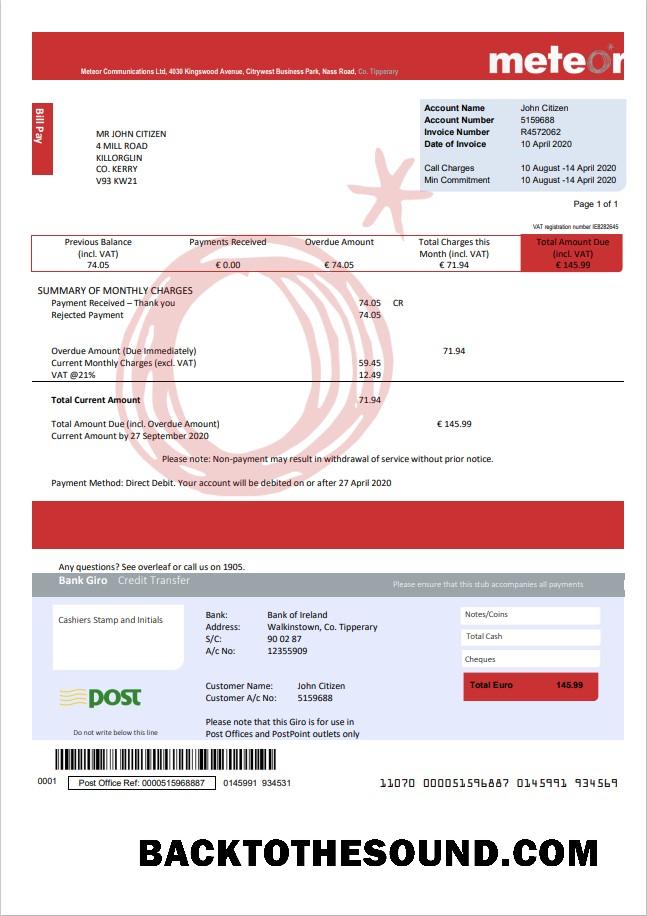 meteor
Meteor Communications Ltd, 4030 Kingswood Avenue, Citrywest Business Park, Nass Road, Co. Tipperary
Bill Pay
MR JOHN CITIZEN
4 MILL ROAD
KILLORGLIN
CO. KERRY
V93 KW21
Account Name John Citizen
Account Number 5159688
Invoice Number R4572062
Date of Invoice 10 April 2020
Call Charges 10 August -14 April 2020
Min Commitment 10 August -14 April 2020
Page 1 of 1
VAT registration number IE8282645
Previous Balance (incl. VAT) 74.05
Payments Received € 0.00
Overdue Amount € 74.05
Total Charges this Month (incl. VAT) € 71.94
Total Amount Due (incl. VAT) € 145.99
SUMMARY OF MONTHLY CHARGES
Payment Received – Thank you 74.05 CR
Rejected Payment 74.05
Overdue Amount (Due Immediately) 71.94
Current Monthly Charges (excl. VAT) 59.45
VAT @21% 12.49
Total Current Amount 71.94
Total Amount Due (incl. Overdue Amount) € 145.99
Current Amount by 27 September 2020
Please note: Non-payment may result in withdrawal of service without prior notice.
Payment Method: Direct Debit. Your account will be debited on or after 27 April 2020
Any questions? See overleaf or call us on 1905.
Bank Giro Credit Transfer
Please ensure that this stub accompanies all payments
Cashiers Stamp and Initials
Bank: Bank of Ireland
Address: Walkinstown, Co. Tipperary
S/C: 90 02 87
A/c No: 12355909
Notes/Coins
Total Cash
Cheques
Total Euro 145.99
post
Customer Name: John Citizen
Customer A/c No: 5159688
Please note that this Giro is for use in
Post Offices and PostPoint outlets only
Do not write below this line
0001 Post Office Ref: 0000515968887 0145991 934531
11070 000051596887 0145991 934569
BACKTOTHESOUND.COM